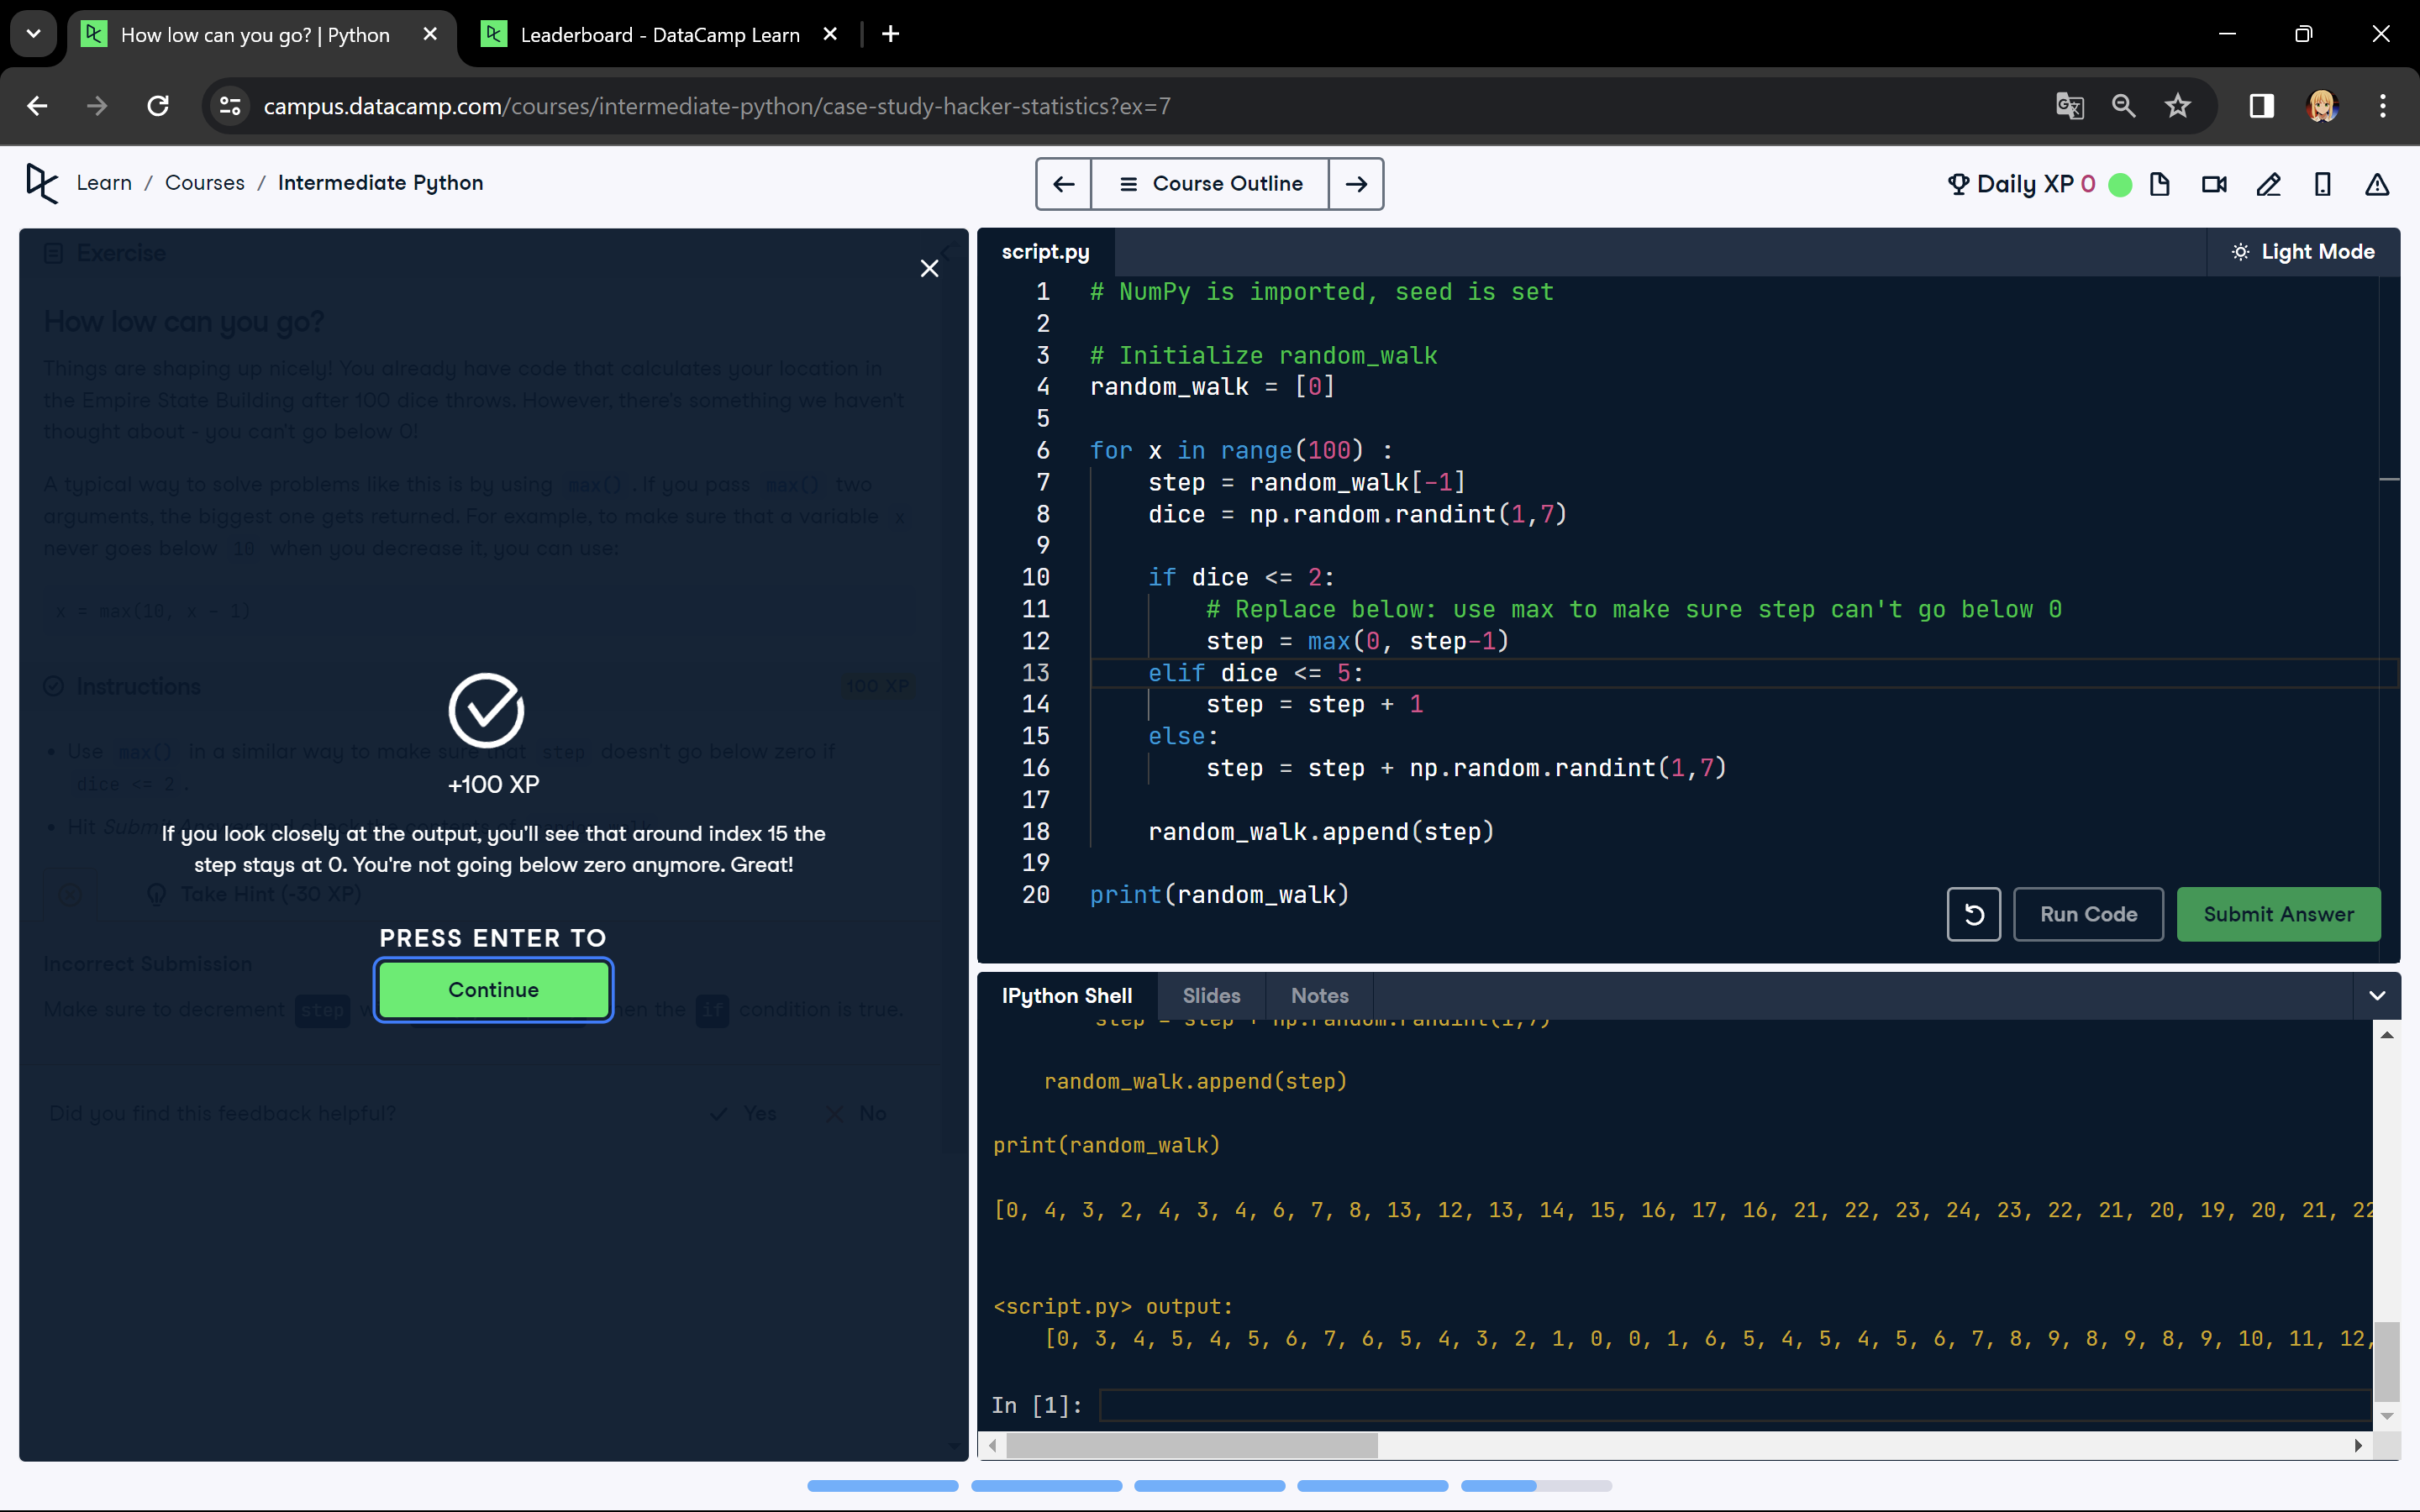 How low can you go? | Python
Leaderboard - DataCamp Learn
campus.datacamp.com/courses/intermediate-python/case-study-hacker-statistics?ex=7
Learn / Courses / Intermediate Python
Course Outline
Daily XP 0
Exercise
How low can you go?
Things are shaping up nicely! You already have code that calculates your location in
the Empire State Building after 100 dice throws. However, there's something we haven't
thought about - you can't go below 0!
A typical way to solve problems like this is by using max() . If you pass max() two
arguments, the biggest one gets returned. For example, to make sure that a variable x
never goes below 10 when you decrease it, you can use:
x = max(10, x - 1)
Instructions
100 XP
Use max() in a similar way to make sure that step doesn't go below zero if
dice <= 2 .
Hit Submit Answer and check the contents of
+100 XP
If you look closely at the output, you'll see that around index 15 the
step stays at 0. You're not going below zero anymore. Great!
Take Hint (-30 XP)
PRESS ENTER TO
Continue
Incorrect Submission
Make sure to decrement step w hen the if condition is true.
Did you find this feedback helpful?
Yes
No
script.py
Light Mode
1 # NumPy is imported, seed is set
2
3 # Initialize random_walk
4 random_walk = [0]
5
6 for x in range(100) :
7 step = random_walk[-1]
8 dice = np.random.randint(1,7)
9
10 if dice <= 2:
11 # Replace below: use max to make sure step can't go below 0
12 step = max(0, step-1)
13 elif dice <= 5:
14 step = step + 1
15 else:
16 step = step + np.random.randint(1,7)
17
18 random_walk.append(step)
19
20 print(random_walk)
Run Code
Submit Answer
IPython Shell
Slides
Notes
step = step + np.random.randint(1,7)
random_walk.append(step)
print(random_walk)
[0, 4, 3, 2, 4, 3, 4, 6, 7, 8, 13, 12, 13, 14, 15, 16, 17, 16, 21, 22, 23, 24, 23, 22, 21, 20, 19, 20, 21, 22
<script.py> output:
[0, 3, 4, 5, 4, 5, 6, 7, 6, 5, 4, 3, 2, 1, 0, 0, 1, 6, 5, 4, 5, 4, 5, 6, 7, 8, 9, 8, 9, 8, 9, 10, 11, 12,
In [1]: